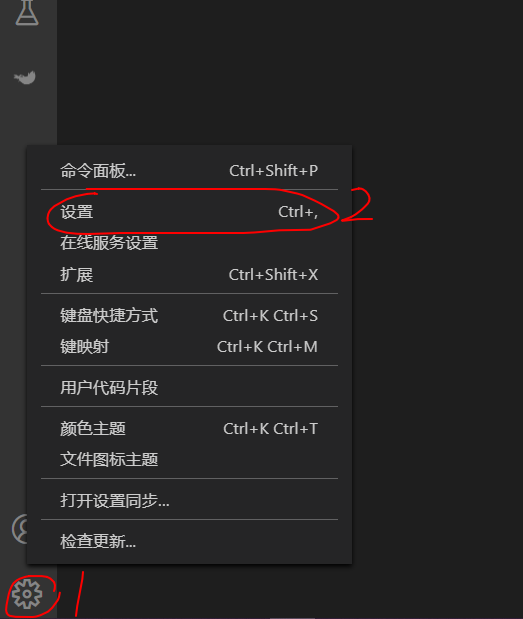 命令面板... Ctrl+Shift+P
设置 Ctrl+,
2
在线服务设置
扩展 Ctrl+Shift+X
键盘快捷方式 Ctrl+K Ctrl+S
键映射 Ctrl+K Ctrl+M
用户代码片段
颜色主题 Ctrl+K Ctrl+T
文件图标主题
打开设置同步...
检查更新...
1